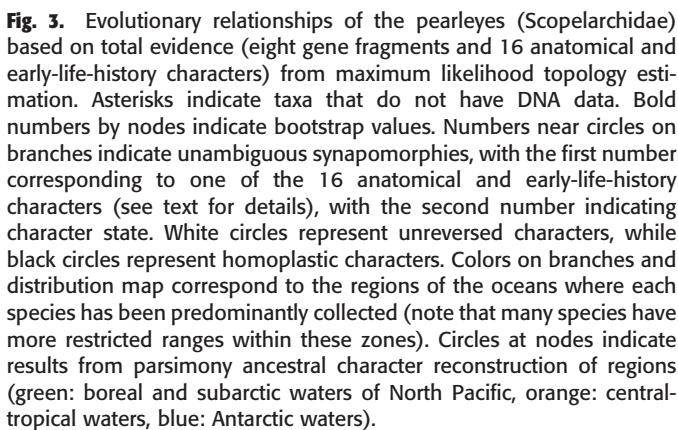 Fig. 3. Evolutionary relationships of the pearleyes (Scopelarchidae)
based on total evidence (eight gene fragments and 16 anatomical and
early-life-history characters) from maximum likelihood topology esti-
mation. Asterisks indicate taxa that do not have DNA data. Bold
numbers by nodes indicate bootstrap values. Numbers near circles on
branches indicate unambiguous synapomorphies, with the first number
corresponding to one of the 16 anatomical and early-life-history
characters (see text for details), with the second number indicating
character state. White circles represent unreversed characters, while
black circles represent homoplastic characters. Colors on branches and
distribution map correspond to the regions of the oceans where each
species has been predominantly collected (note that many species have
more restricted ranges within these zones). Circles at nodes indicate
results from parsimony ancestral character reconstruction of regions
(green: boreal and subarctic waters of North Pacific, orange: central-
tropical waters, blue: Antarctic waters).